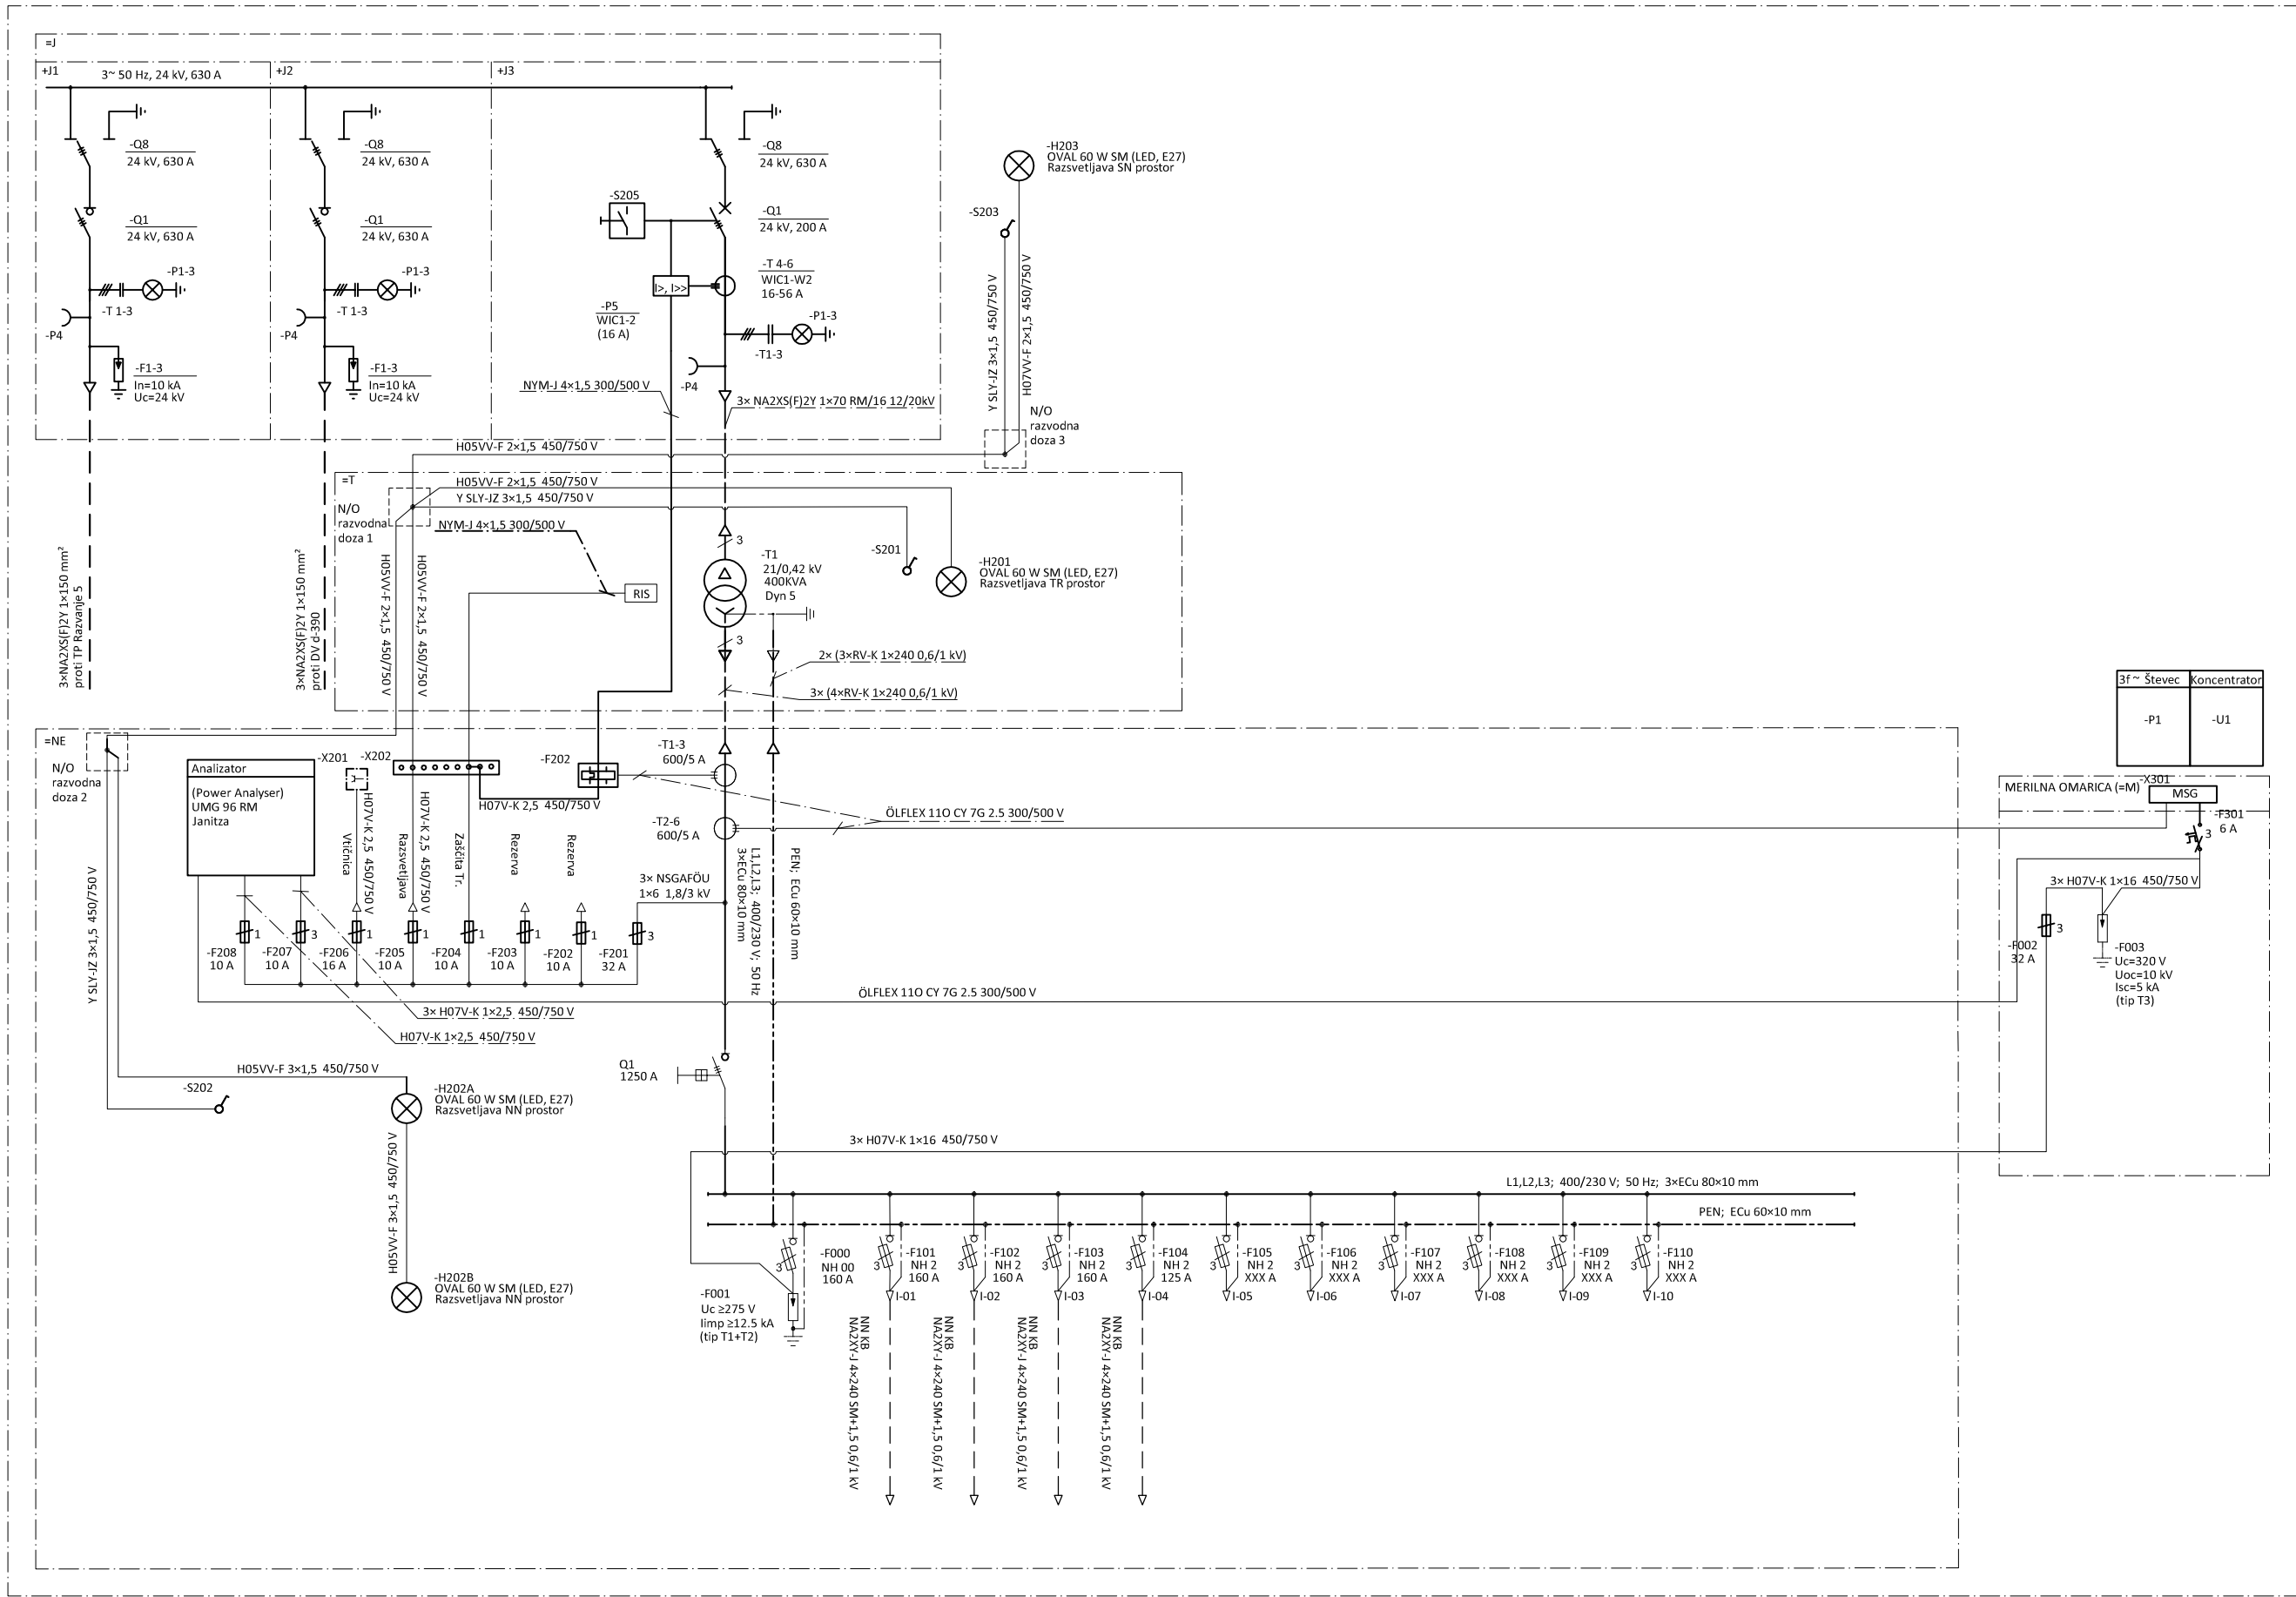 =J
+J1
3~ 50 Hz, 24 kV, 630 A
+J2
+J3
-Q8
24 kV, 630 A
-Q1
24 kV, 630 A
-P1-3
-T 1-3
-P4
-F1-3
In=10 kA
Uc=24 kV
-Q8
24 kV, 630 A
-Q1
24 kV, 630 A
-P1-3
-T 1-3
-P4
-F1-3
In=10 kA
Uc=24 kV
-Q8
24 kV, 630 A
-S205
-Q1
24 kV, 200 A
-T 4-6
WIC1-W2
16-56 A
I>, I>>
-P5
WIC1-2
(16 A)
-P1-3
-T1-3
-P4
NYM-J 4×1,5 300/500 V
3× NA2XS(F)2Y 1×70 RM/16 12/20kV
-H203
OVAL 60 W SM (LED, E27)
Razsvetljava SN prostor
-S203
Y SLY-JZ 3×1,5 450/750 V
H07VV-F 2×1,5 450/750 V
N/O
razvodna
doza 3
H05VV-F 2×1,5 450/750 V
=T
H05VV-F 2×1,5 450/750 V
Y SLY-JZ 3×1,5 450/750 V
N/O
razvodna
doza 1
NYM-J 4×1,5 300/500 V
3
-T1
21/0,42 kV
400KVA
Dyn 5
3
-S201
-H201
OVAL 60 W SM (LED, E27)
Razsvetljava TR prostor
RIS
3×NA2XS(F)2Y 1×150 mm²
proti TP Razvanje 5
3×NA2XS(F)2Y 1×150 mm²
proti DV d-390
H05VV-F 2×1,5 450/750 V
H05VV-F 2×1,5 450/750 V
2× (3×RV-K 1×240 0,6/1 kV)
3× (4×RV-K 1×240 0,6/1 kV)
3f ~ Števec
Koncentrator
-P1
-U1
=NE
N/O
razvodna
doza 2
Analizator
(Power Analyser)
UMG 96 RM
Janitza
-X201
-X202
-F202
H07V-K 2,5 450/750 V
-T1-3
600/5 A
-T2-6
600/5 A
ÖLFLEX 11O CY 7G 2.5 300/500 V
MERILNA OMARICA (=M)
-X301
MSG
-F301
6 A
3
Vtičnica
H07V-K 2,5 450/750 V
Razsvetljava
H07V-K 2,5 450/750 V
Zaščita Tr.
Rezerva
Rezerva
3× NSGAFÖU
1×6 1,8/3 kV
L1,L2,L3; 400/230 V; 50 Hz
3×ECu 80×10 mm
PEN; ECu 60×10 mm
1
3
1
1
1
1
1
3
-F208
10 A
-F207
10 A
-F206
16 A
-F205
10 A
-F204
10 A
-F203
10 A
-F202
10 A
-F201
32 A
3× H07V-K 1×16 450/750 V
3
-F002
32 A
-F003
Uc=320 V
Uoc=10 kV
Isc=5 kA
(tip T3)
Y SLY-JZ 3×1,5 450/750 V
ÖLFLEX 11O CY 7G 2.5 300/500 V
3× H07V-K 1×2,5 450/750 V
H07V-K 1×2,5 450/750 V
H05VV-F 3×1,5 450/750 V
-S202
-H202A
OVAL 60 W SM (LED, E27)
Razsvetljava NN prostor
Q1
1250 A
H05VV-F 3×1,5 450/750 V
-H202B
OVAL 60 W SM (LED, E27)
Razsvetljava NN prostor
3× H07V-K 1×16 450/750 V
L1,L2,L3; 400/230 V; 50 Hz; 3×ECu 80×10 mm
PEN; ECu 60×10 mm
3
-F000
NH 00
160 A
-F001
Uc ≥275 V
Iimp ≥12.5 kA
(tip T1+T2)
3
-F101
NH 2
160 A
I-01
3
-F102
NH 2
160 A
I-02
3
-F103
NH 2
160 A
I-03
3
-F104
NH 2
125 A
I-04
3
-F105
NH 2
XXX A
I-05
3
-F106
NH 2
XXX A
I-06
3
-F107
NH 2
XXX A
I-07
3
-F108
NH 2
XXX A
I-08
3
-F109
NH 2
XXX A
I-09
3
-F110
NH 2
XXX A
I-10
NN KB
NA2XY-J 4×240 SM+1,5 0,6/1 kV
NN KB
NA2XY-J 4×240 SM+1,5 0,6/1 kV
NN KB
NA2XY-J 4×240 SM+1,5 0,6/1 kV
NN KB
NA2XY-J 4×240 SM+1,5 0,6/1 kV